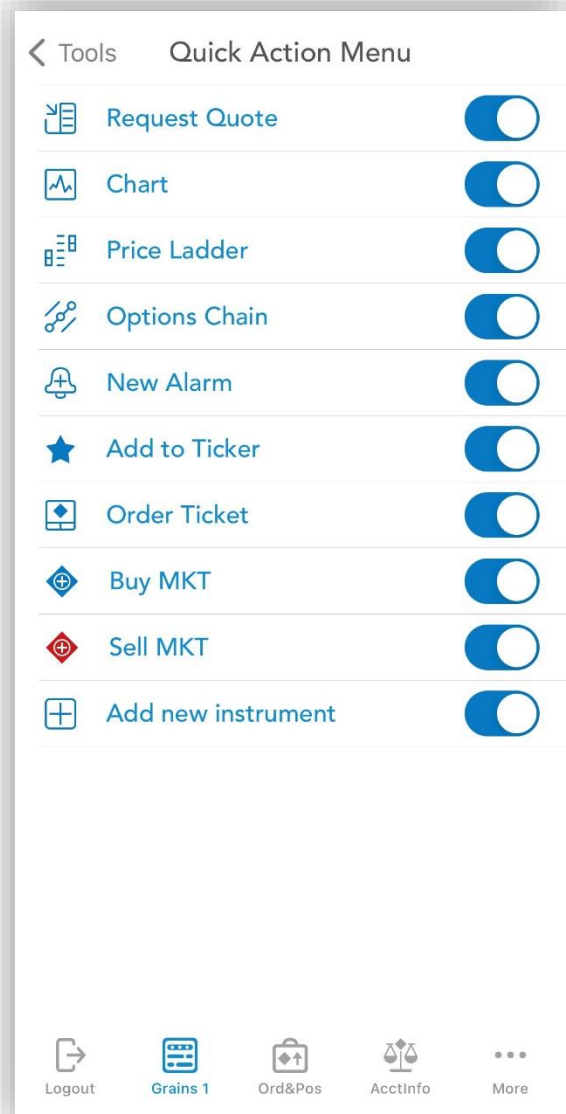 Tools Quick Action Menu
Request Quote
Chart
Price Ladder
Options Chain
New Alarm
Add to Ticker
Order Ticket
Buy MKT
Sell MKT
Add new instrument
Logout Grains 1 Ord&Pos AcctInfo More